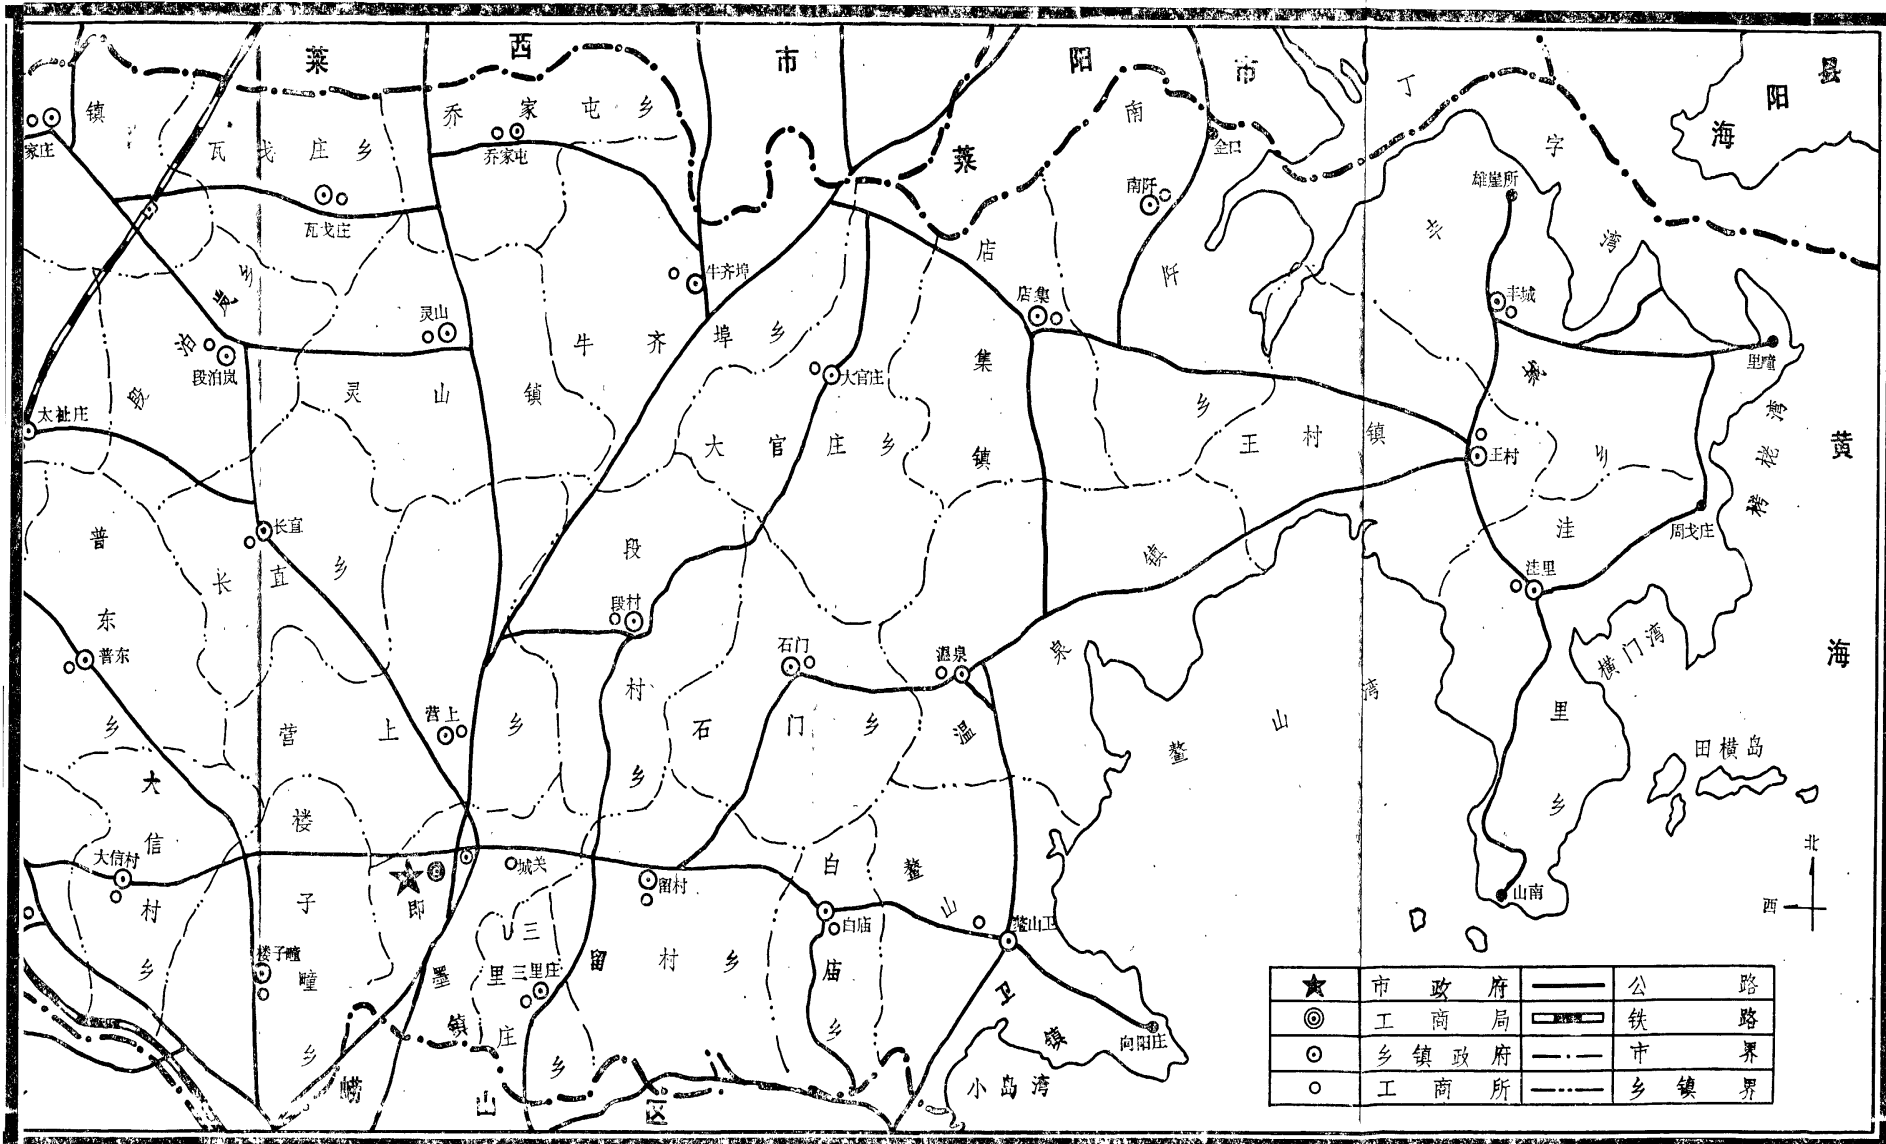 莱西市
莱阳市
海阳县
丁字湾
黄海
栲栳湾
横门湾
田横岛
鳌山湾
小岛湾
崂山区
镇
家庄
瓦戈庄乡
瓦戈庄
乔家屯乡
乔家屯
南阡乡
南阡
金口
雄崖所
丰城乡
丰城
里疃
周戈庄
王村镇
王村
洼里乡
洼里
山南
店集镇
店集
牛齐埠乡
牛齐埠
大官庄乡
大官庄
灵山镇
灵山
段泊岚乡
段泊岚
太祉庄
长直乡
长直
普东乡
普东
段村乡
段村
石门乡
石门
温泉镇
温泉
营上乡
营上
大信村乡
大信村
楼子疃乡
楼子疃
即墨镇
城关
三里庄乡
三里庄
留村乡
留村
白庙乡
白庙
鳌山卫镇
鳌山卫
向阳庄
北
西
市政府 公路
工商局 铁路
乡镇政府 市界
工商所 乡镇界